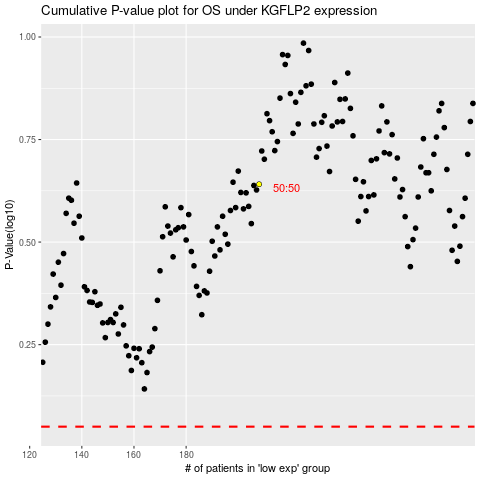 Cumulative P-value plot for OS under KGFLP2 expression
P-Value(log10)
1.00
0.75
0.50
0.25
50:50
120 140 160 180
# of patients in 'low exp' group